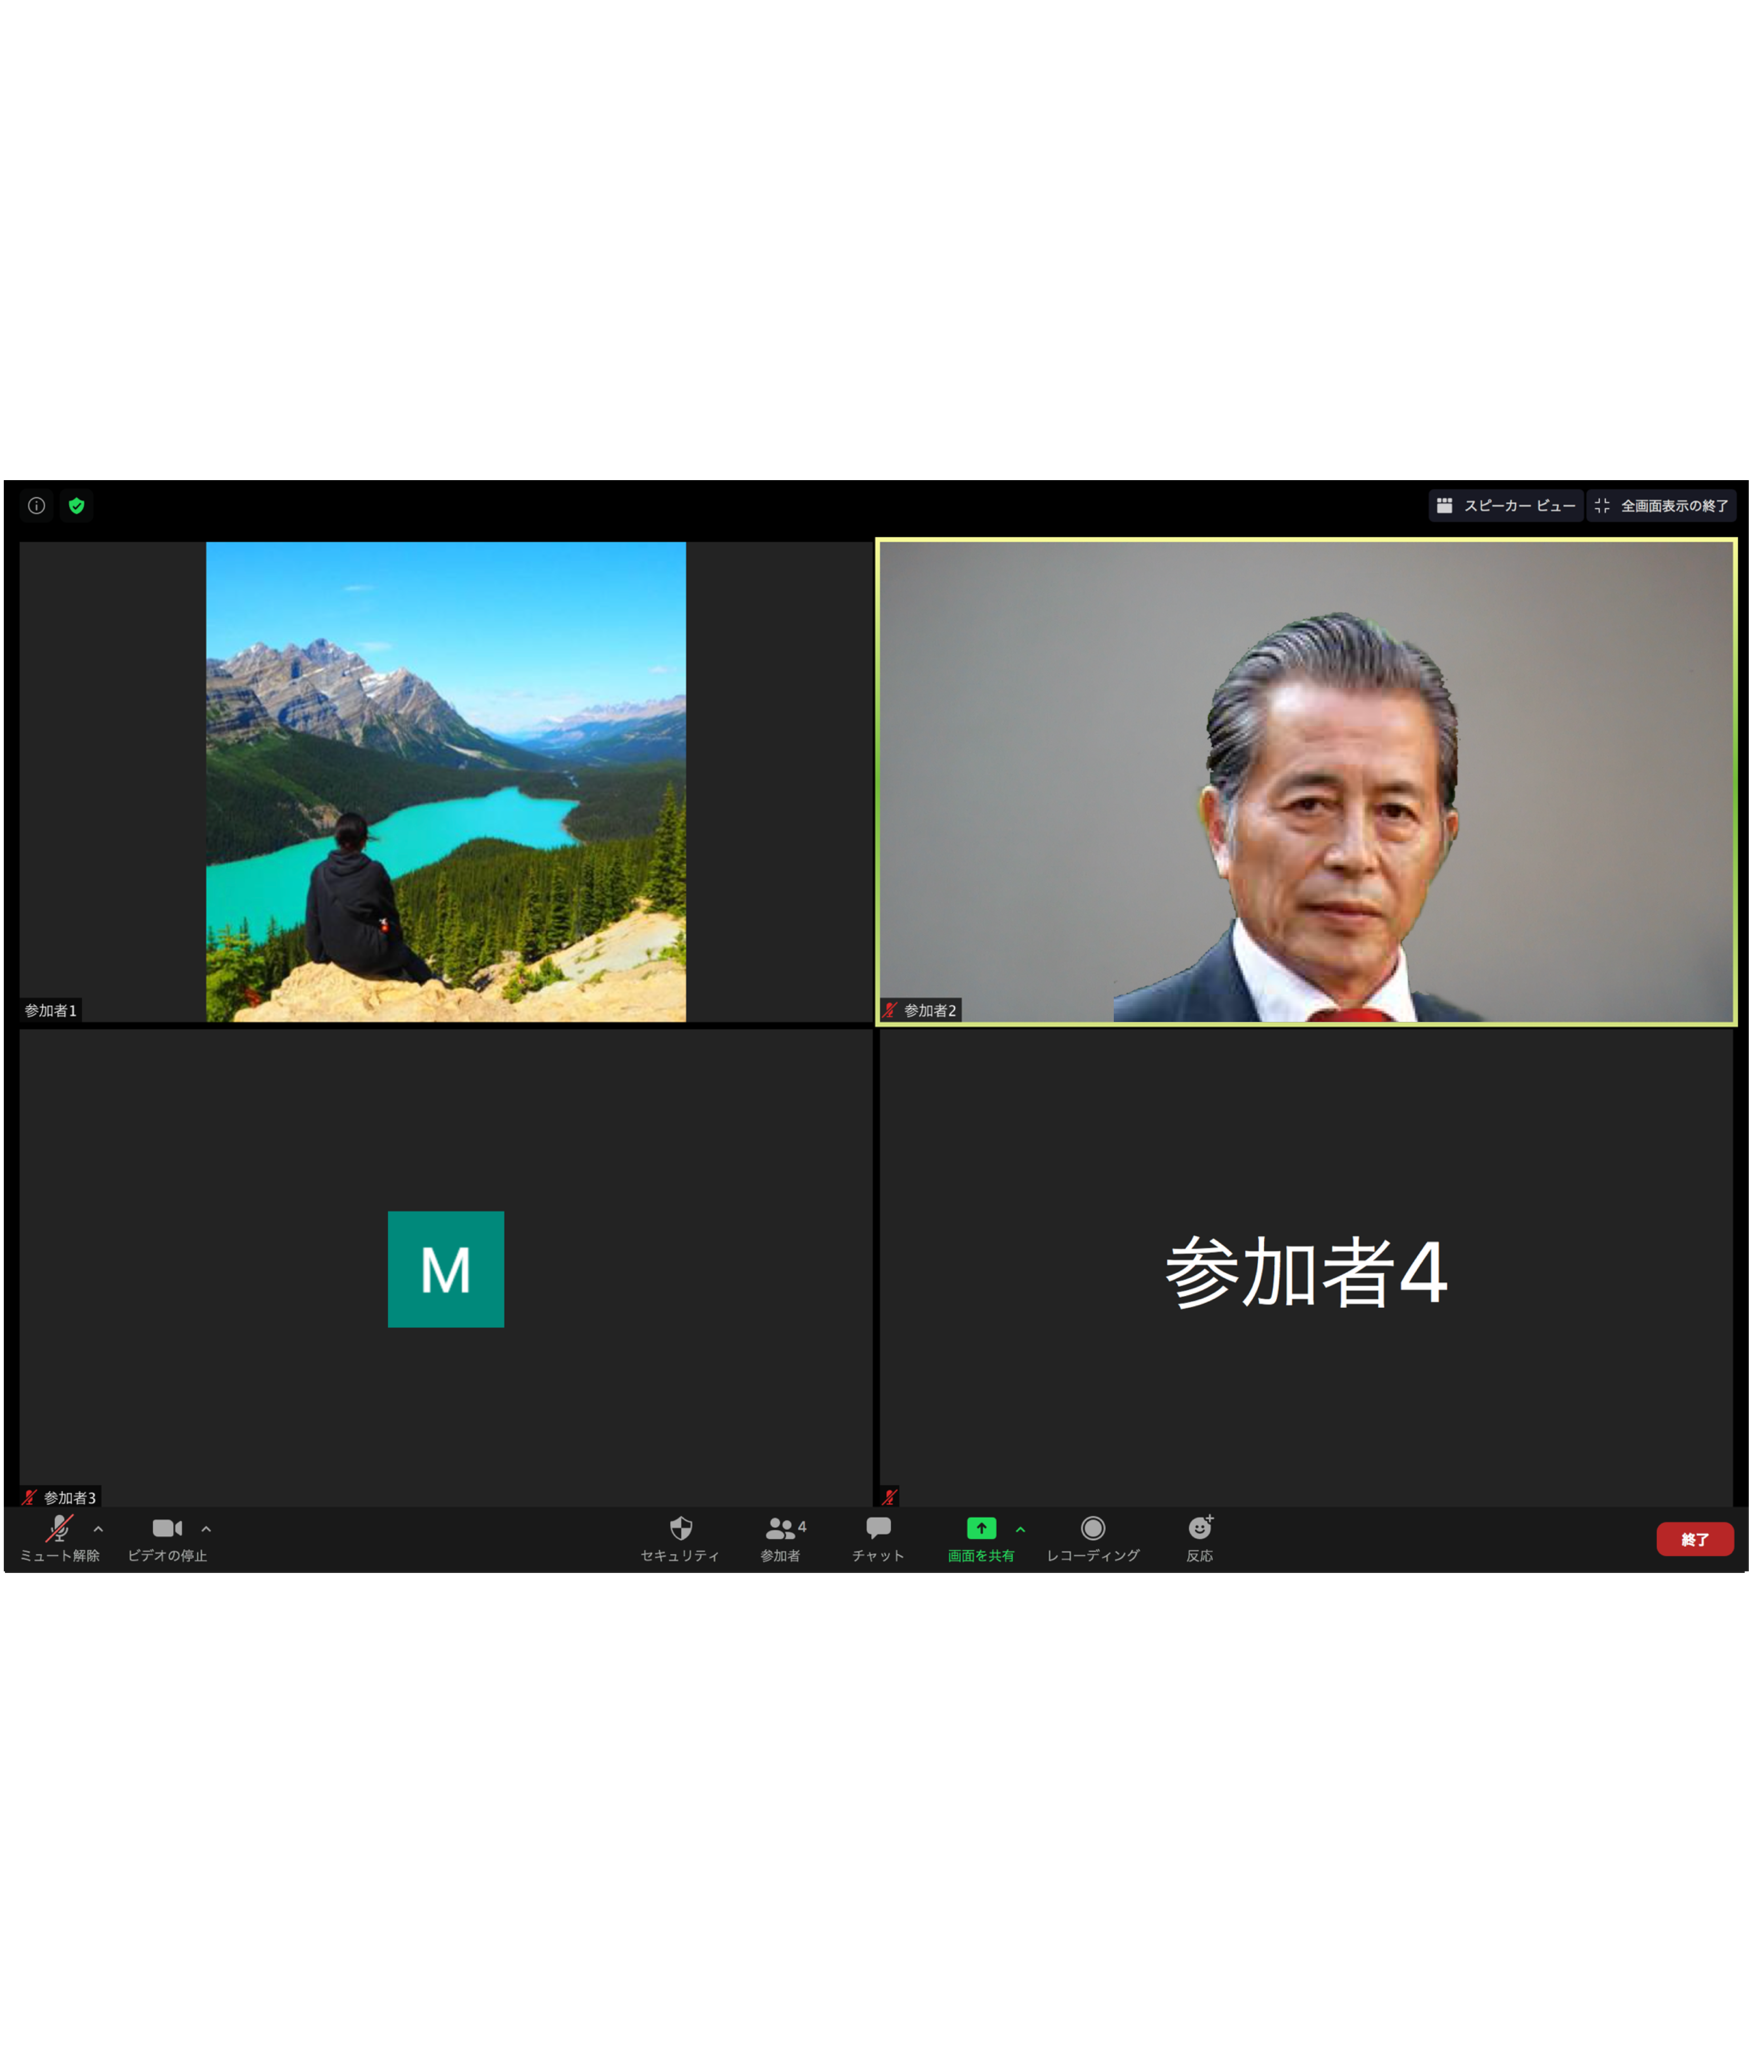 スピーカー ビュー
全画面表示の終了
参加者1
参加者2
M
参加者4
参加者3
ミュート解除
ビデオの停止
セキュリティ
4
参加者
チャット
画面を共有
レコーディング
反応
終了